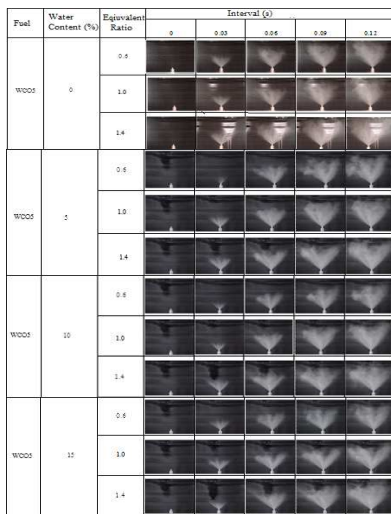 Fuel Water Content (%) Equivalent Ratio Interval (s)
0 0.03 0.06 0.09 0.12
WCO5 0 0.6
1.0
1.4
WCO5 5 0.6
1.0
1.4
WCO5 10 0.6
1.0
1.4
WCO5 15 0.6
1.0
1.4